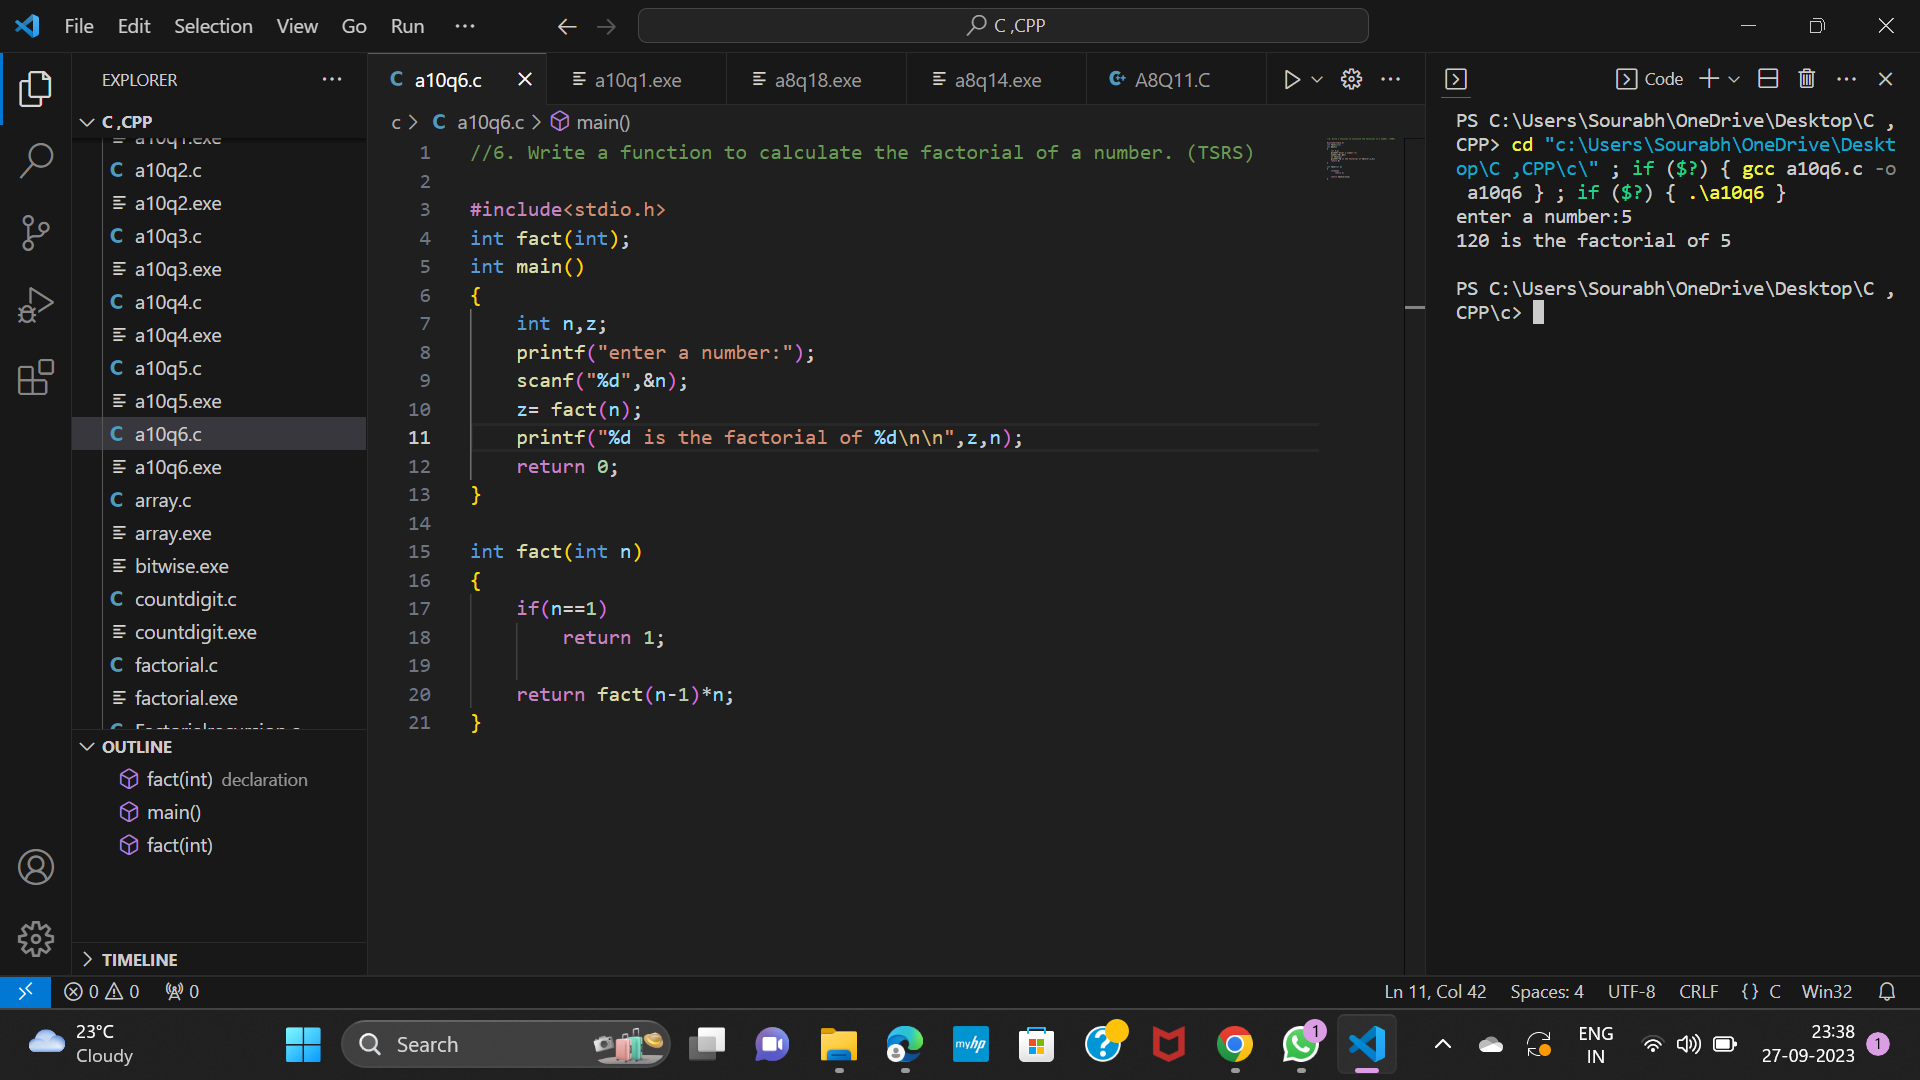 File Edit Selection View Go Run ··· C ,CPP
EXPLORER ···
C ,CPP
a10q1.exe
a10q2.c
a10q2.exe
a10q3.c
a10q3.exe
a10q4.c
a10q4.exe
a10q5.c
a10q5.exe
a10q6.c
a10q6.exe
array.c
array.exe
bitwise.exe
countdigit.c
countdigit.exe
factorial.c
factorial.exe
Factorialrecursion.c
OUTLINE
fact(int) declaration
main()
fact(int)
TIMELINE
a10q6.c a10q1.exe a8q18.exe a8q14.exe A8Q11.C
c > C a10q6.c > main()
1 //6. Write a function to calculate the factorial of a number. (TSRS)
2
3 #include<stdio.h>
4 int fact(int);
5 int main()
6 {
7 int n,z;
8 printf("enter a number:");
9 scanf("%d",&n);
10 z= fact(n);
11 printf("%d is the factorial of %d\n\n",z,n);
12 return 0;
13 }
14
15 int fact(int n)
16 {
17 if(n==1)
18 return 1;
19
20 return fact(n-1)*n;
21 }
Code
PS C:\Users\Sourabh\OneDrive\Desktop\C ,
CPP> cd "c:\Users\Sourabh\OneDrive\Deskt
op\C ,CPP\c\" ; if ($?) { gcc a10q6.c -o
a10q6 } ; if ($?) { .\a10q6 }
enter a number:5
120 is the factorial of 5
PS C:\Users\Sourabh\OneDrive\Desktop\C ,
CPP\c>
0 0 0 Ln 11, Col 42 Spaces: 4 UTF-8 CRLF {} C Win32
23°C
Cloudy
Search
myhp
1
ENG
IN
23:38
27-09-2023
1